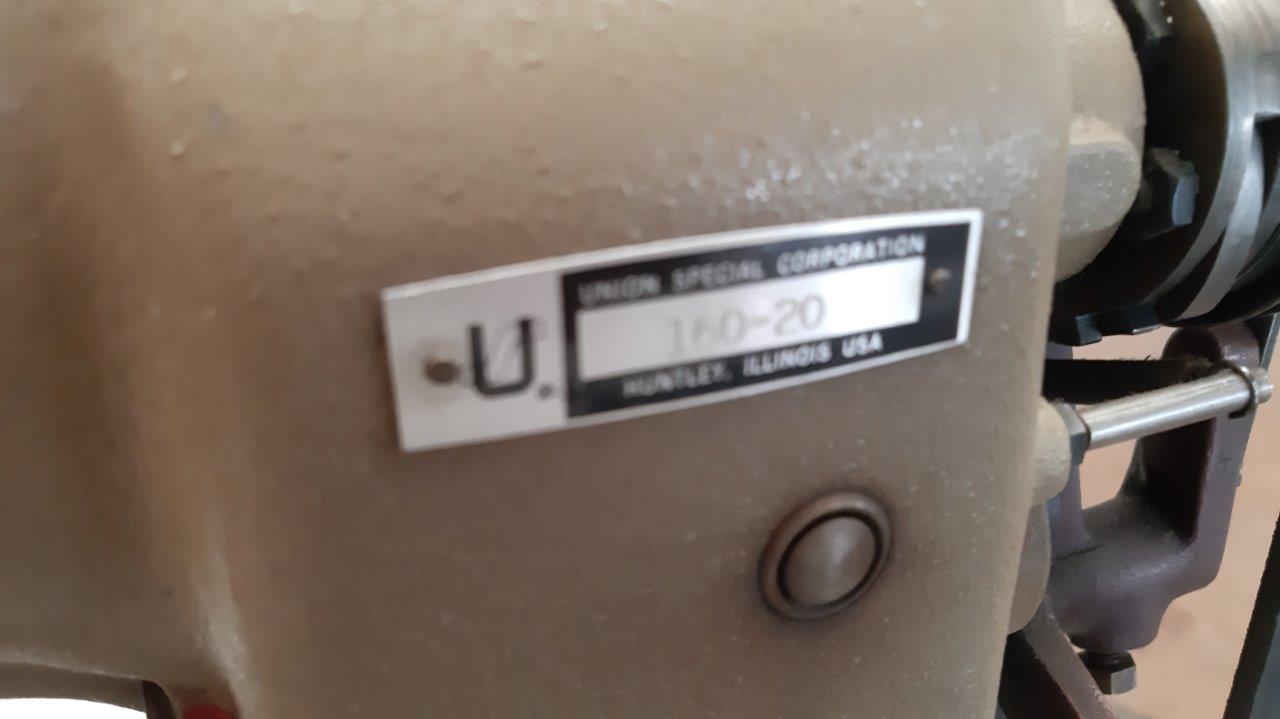 U.
UNION SPECIAL CORPORATION
160-20
HUNTLEY, ILLINOIS USA